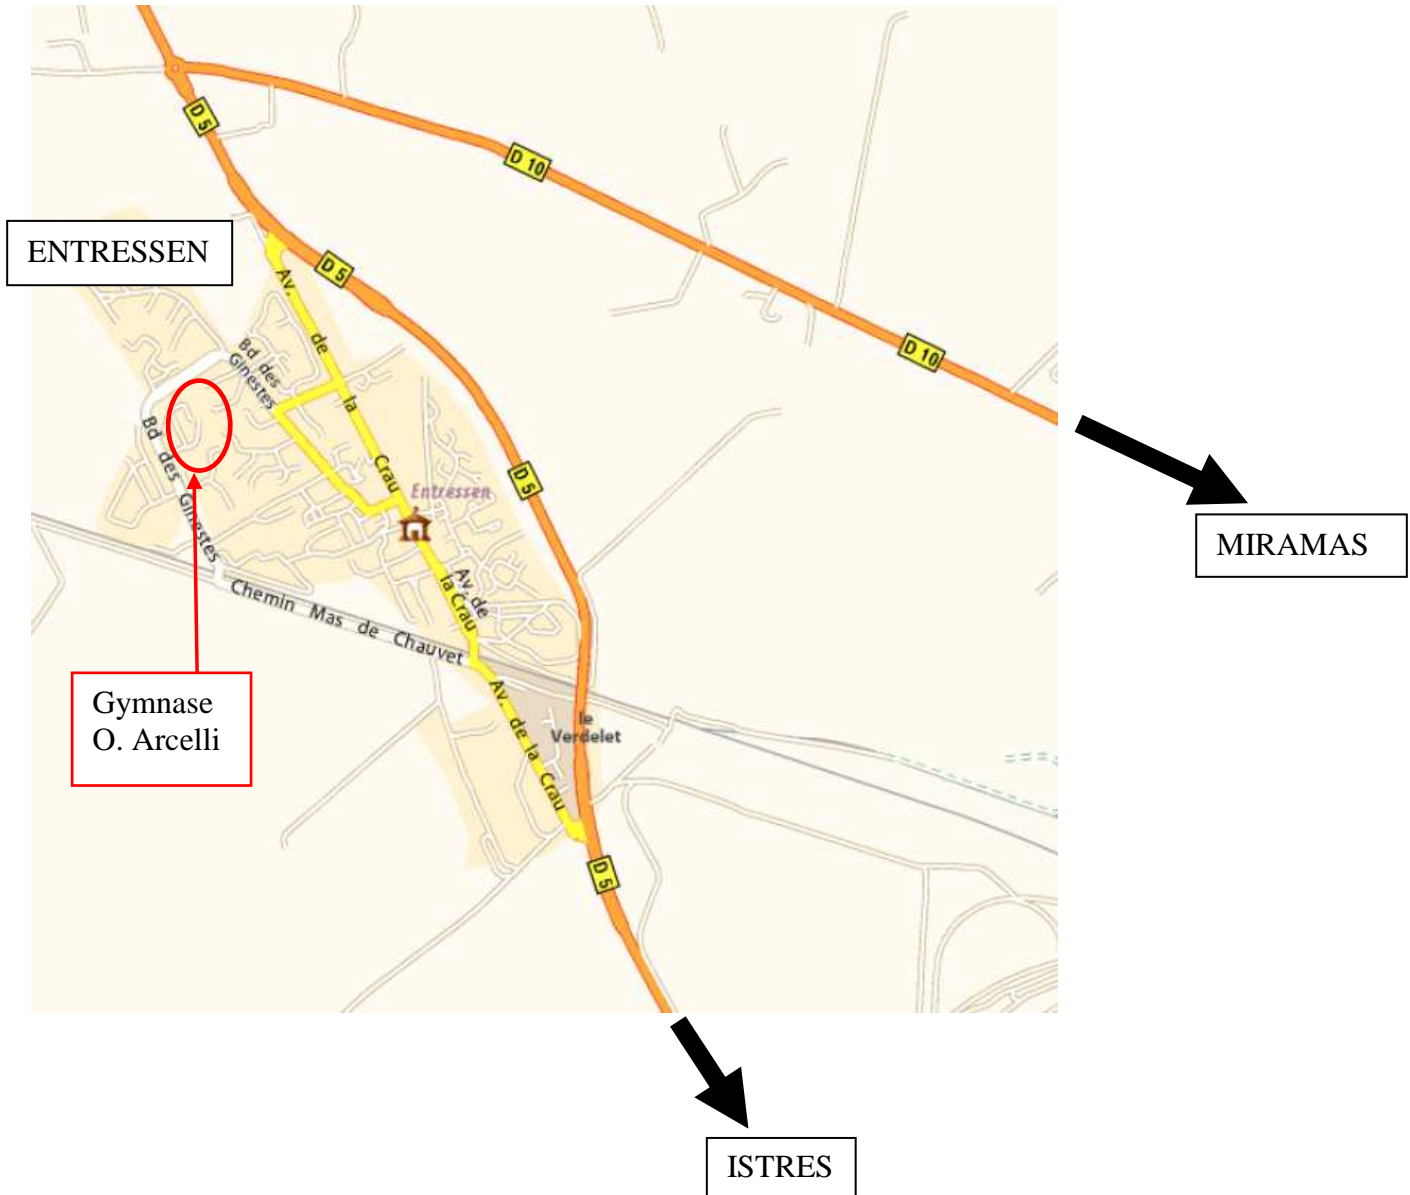 D 5
D 10
ENTRESSEN
D 5
Av. de la Crau
D 10
Bd des
Ginestes
Bd des Ginestes
D 5
Entressen
MIRAMAS
Av. de
la Crau
Chemin Mas de Chauvet
Gymnase
O. Arcelli
Av. de la Crau
le
Verdelet
D 5
ISTRES